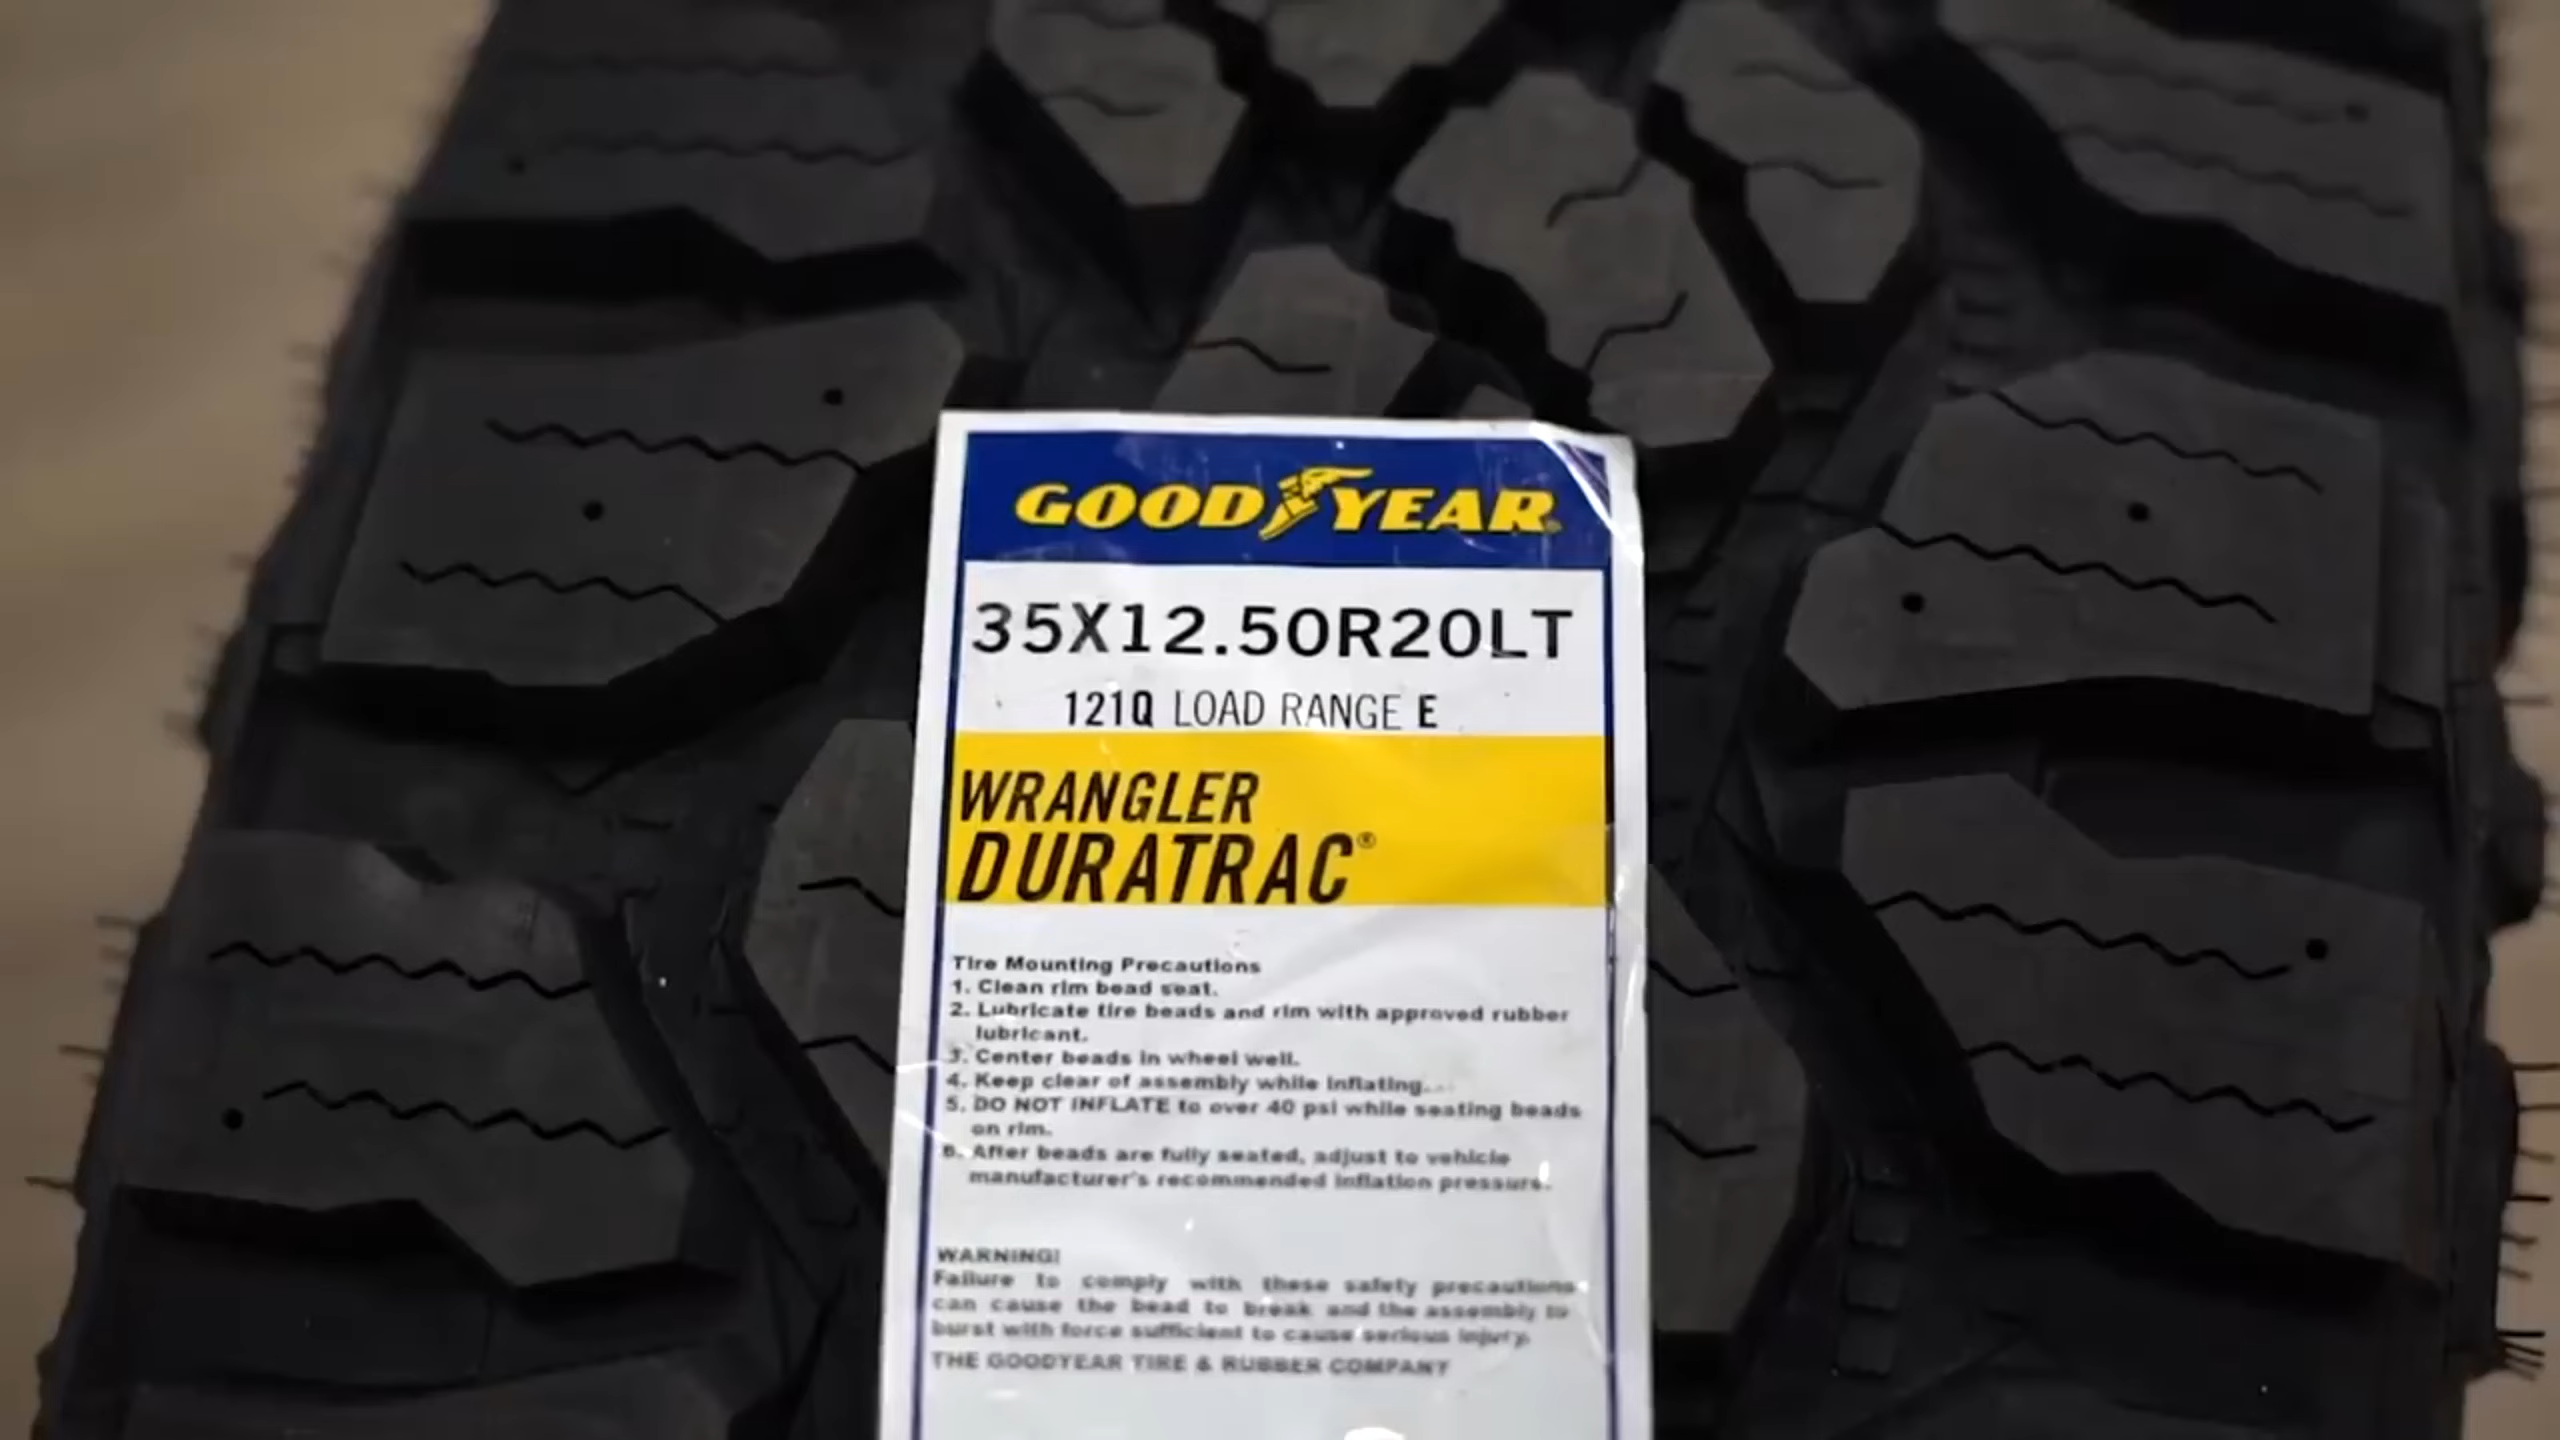 GOODYEAR
35X12.50R20LT
121Q LOAD RANGE E
WRANGLER
DURATRAC®
Tire Mounting Precautions
1. Clean rim bead seat.
2. Lubricate tire beads and rim with approved rubber
lubricant.
3. Center beads in wheel well.
4. Keep clear of assembly while inflating...
5. DO NOT INFLATE to over 40 psi while seating beads
on rim.
6. After beads are fully seated, adjust to vehicle
manufacturer's recommended inflation pressure.
WARNING!
Failure to comply with these safety precautions
can cause the bead to break and the assembly to
burst with force sufficient to cause serious injury.
THE GOODYEAR TIRE & RUBBER COMPANY